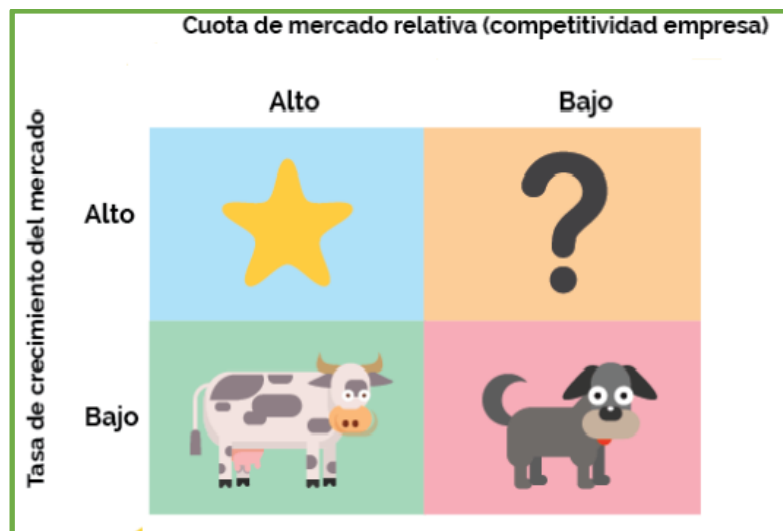 Cuota de mercado relativa (competitividad empresa)
Alto
Bajo
Tasa de crecimiento del mercado
Alto
?
Bajo